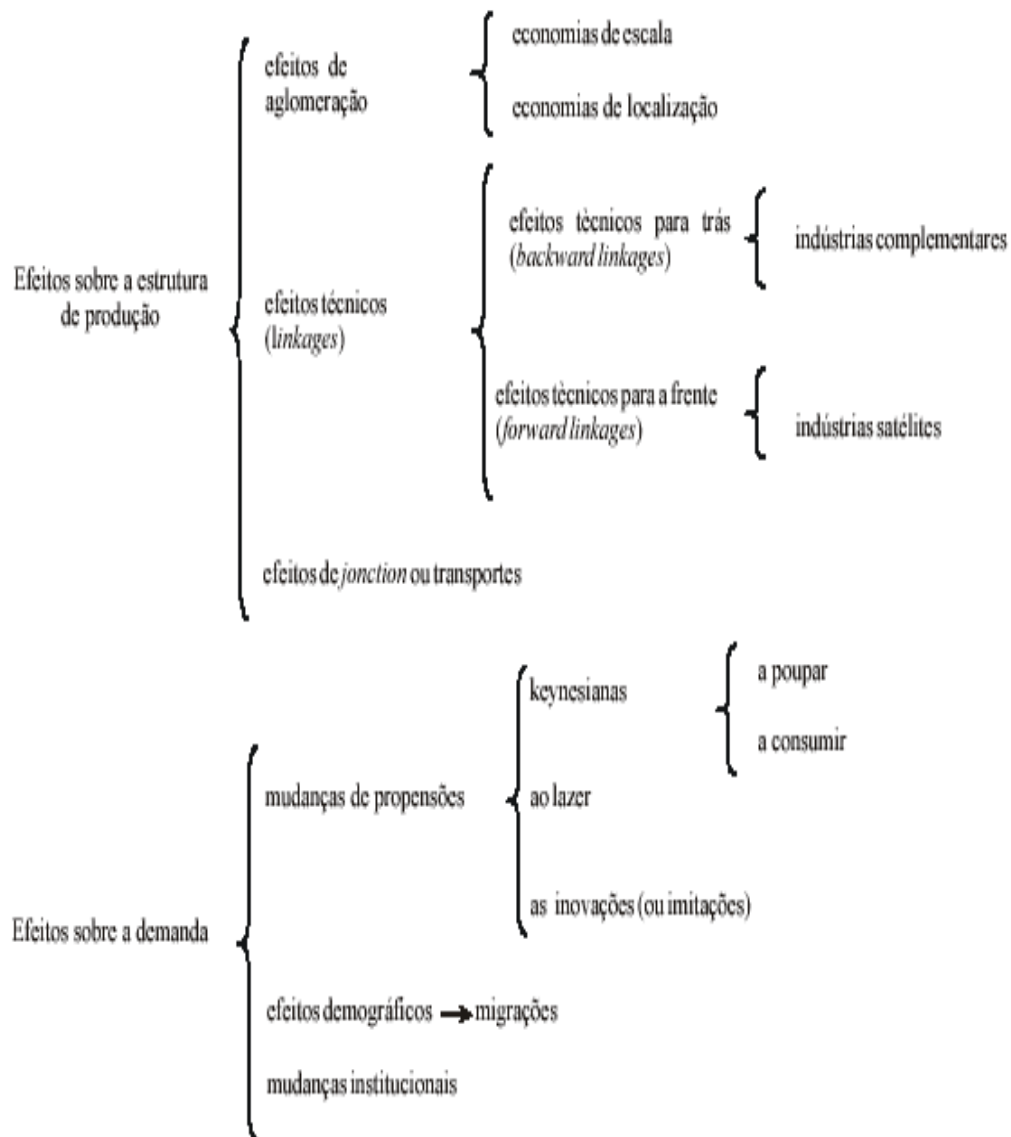 economias de escala
efeitos de
aglomeração
economias de localização
efeitos tècnicos para trás
(backward linkages)
indústrias complementares
Efeitos sobre a estrutura
de produção
efeitos técnicos
(linkages)
efeitos tècnicos para a frente
(forward linkages)
indústrias satélites
efeitos de jonction ou transportes
keynesianas
a poupar
a consumir
mudanças de propensões
ao lazer
as inovações (ou imitações)
Efeitos sobre a demanda
efeitos demográficos → migrações
mudanças institucionais